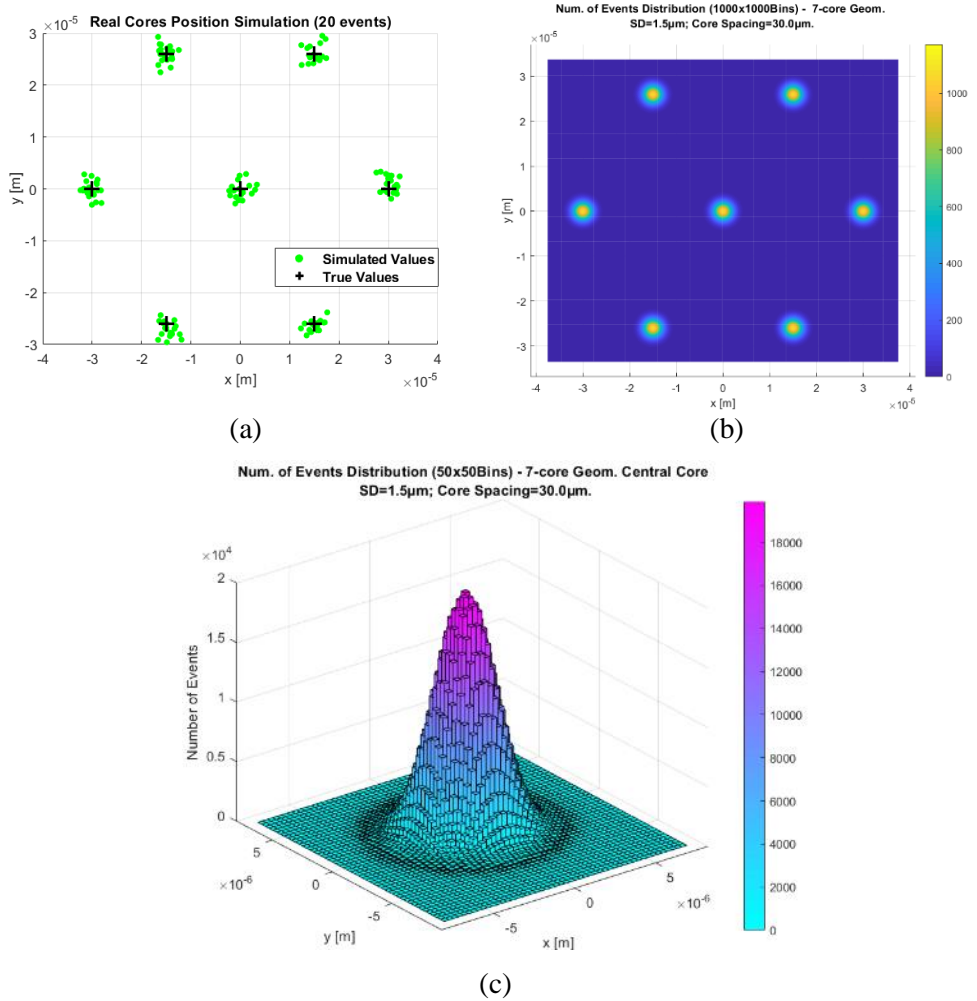 Real Cores Position Simulation (20 events)
×10⁻⁵
3
2
1
0
-1
-2
-3
y [m]
Simulated Values
True Values
4 -3 -2 -1 0 1 2 3 4
x [m]
×10⁻⁵
(a)
Num. of Events Distribution (1000x1000Bins) - 7-core Geom.
SD=1.5µm; Core Spacing=30.0µm.
×10⁻⁵
3
2
1
0
-1
-2
-3
y [m]
-4 -3 -2 -1 0 1 2 3 4
x [m]
×10⁻⁵
1000
800
600
400
200
0
(b)
Num. of Events Distribution (50x50Bins) - 7-core Geom. Central Core
SD=1.5µm; Core Spacing=30.0µm.
×10⁴
2
1.5
1
0.5
0
Number of Events
5
0
-5
×10⁻⁶
y [m]
-5
0
5
×10⁻⁶
x [m]
18000
16000
14000
12000
10000
8000
6000
4000
2000
0
(c)